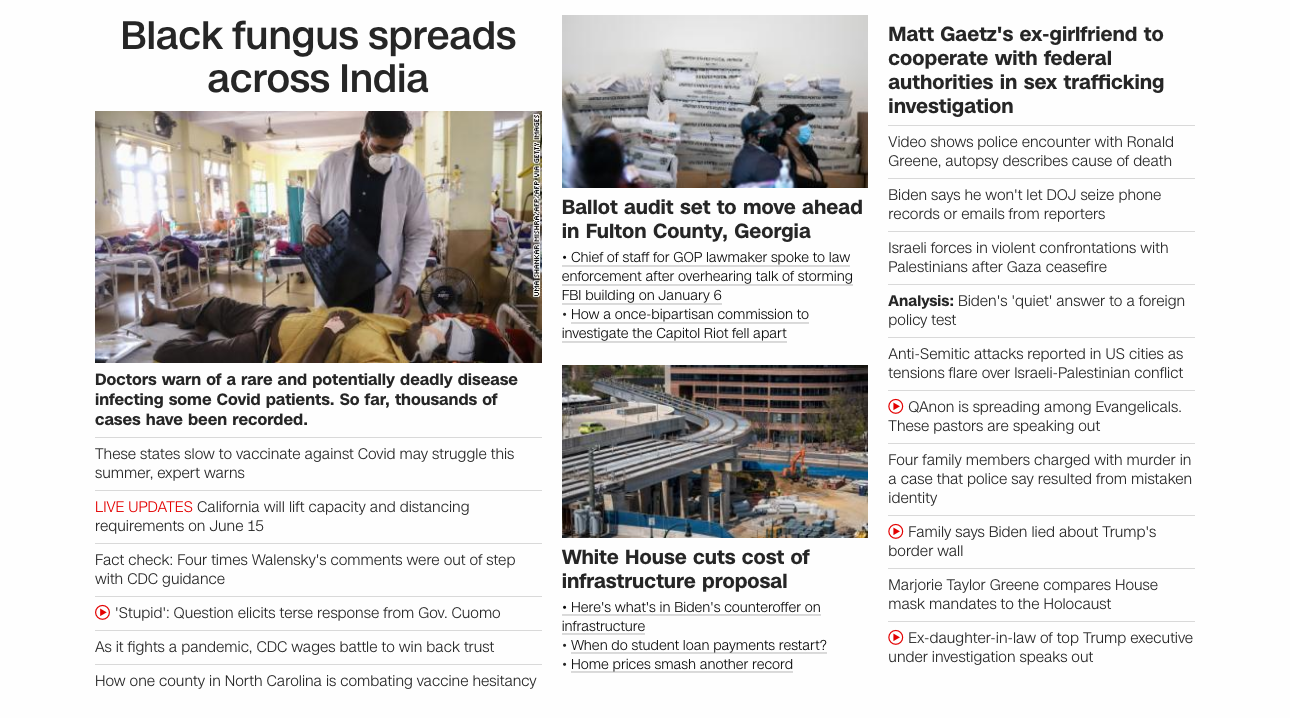 Black fungus spreads
across India
UMA SHANKAR MISHRA/AFP/AFP VIA GETTY IMAGES
Doctors warn of a rare and potentially deadly disease
infecting some Covid patients. So far, thousands of
cases have been recorded.
These states slow to vaccinate against Covid may struggle this
summer, expert warns
LIVE UPDATES California will lift capacity and distancing
requirements on June 15
Fact check: Four times Walensky's comments were out of step
with CDC guidance
'Stupid': Question elicits terse response from Gov. Cuomo
As it fights a pandemic, CDC wages battle to win back trust
How one county in North Carolina is combating vaccine hesitancy
Ballot audit set to move ahead
in Fulton County, Georgia
• Chief of staff for GOP lawmaker spoke to law
enforcement after overhearing talk of storming
FBI building on January 6
• How a once-bipartisan commission to
investigate the Capitol Riot fell apart
White House cuts cost of
infrastructure proposal
• Here's what's in Biden's counteroffer on
infrastructure
• When do student loan payments restart?
• Home prices smash another record
Matt Gaetz's ex-girlfriend to
cooperate with federal
authorities in sex trafficking
investigation
Video shows police encounter with Ronald
Greene, autopsy describes cause of death
Biden says he won't let DOJ seize phone
records or emails from reporters
Israeli forces in violent confrontations with
Palestinians after Gaza ceasefire
Analysis: Biden's 'quiet' answer to a foreign
policy test
Anti-Semitic attacks reported in US cities as
tensions flare over Israeli-Palestinian conflict
QAnon is spreading among Evangelicals.
These pastors are speaking out
Four family members charged with murder in
a case that police say resulted from mistaken
identity
Family says Biden lied about Trump's
border wall
Marjorie Taylor Greene compares House
mask mandates to the Holocaust
Ex-daughter-in-law of top Trump executive
under investigation speaks out